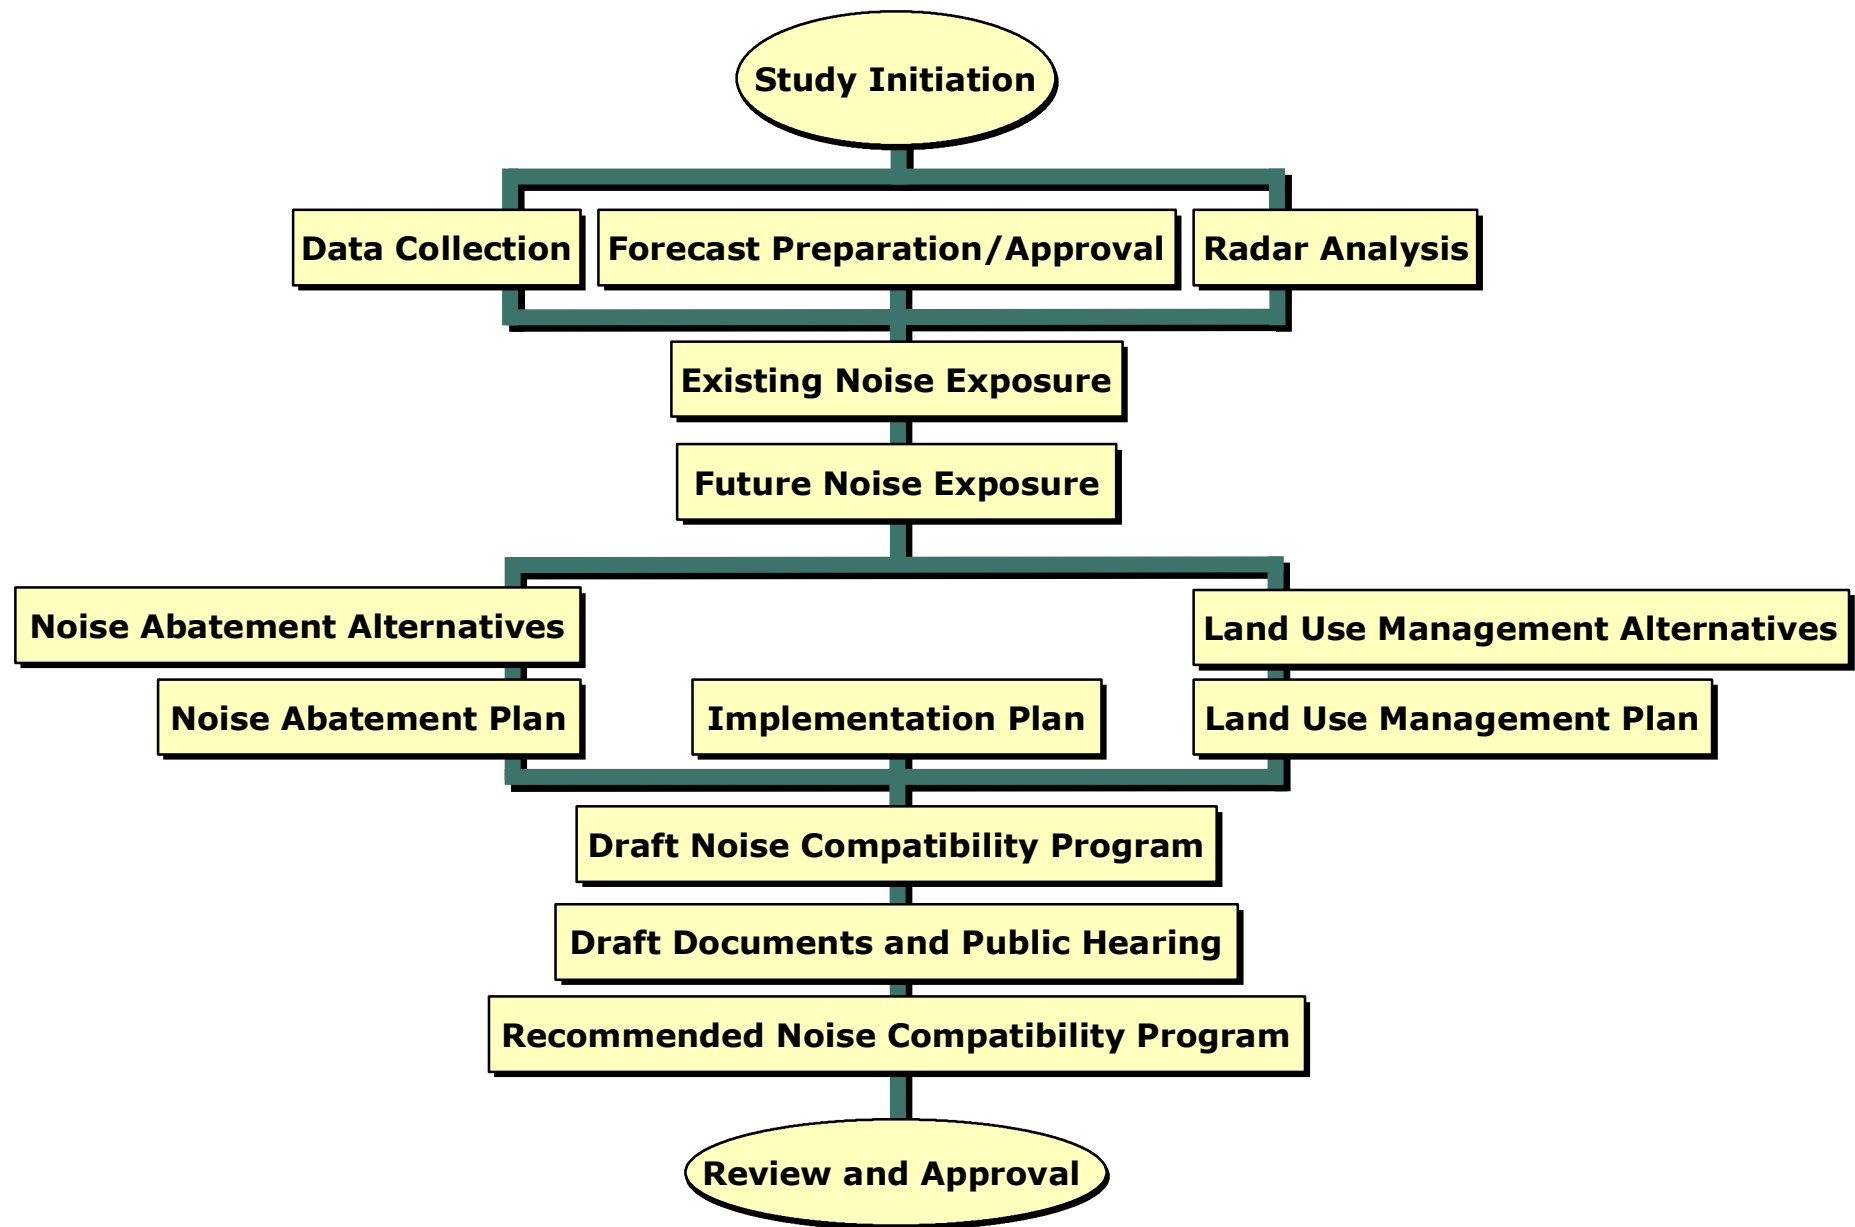 Study Initiation
Data Collection
Forecast Preparation/Approval
Radar Analysis
Existing Noise Exposure
Future Noise Exposure
Noise Abatement Alternatives
Land Use Management Alternatives
Noise Abatement Plan
Implementation Plan
Land Use Management Plan
Draft Noise Compatibility Program
Draft Documents and Public Hearing
Recommended Noise Compatibility Program
Review and Approval